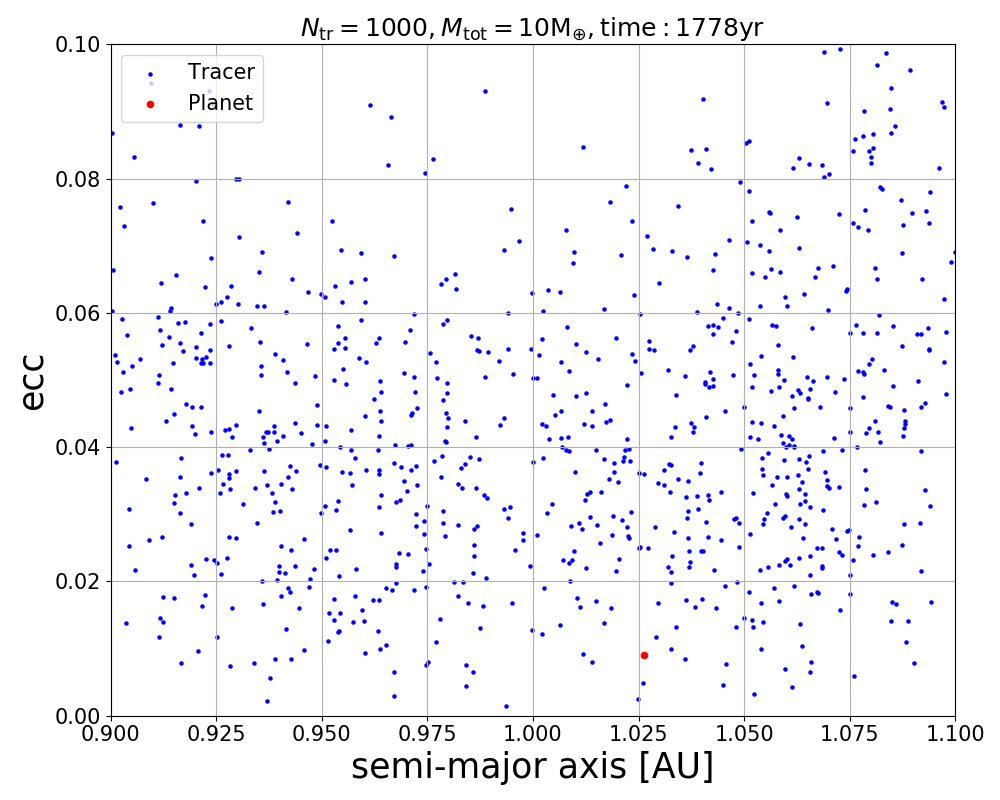 N_tr = 1000, M_tot = 10M_⊕, time : 1778yr
0.10
Tracer
Planet
0.08
0.06
ecc
0.04
0.02
0.00
0.900 0.925 0.950 0.975 1.000 1.025 1.050 1.075 1.100
semi-major axis [AU]